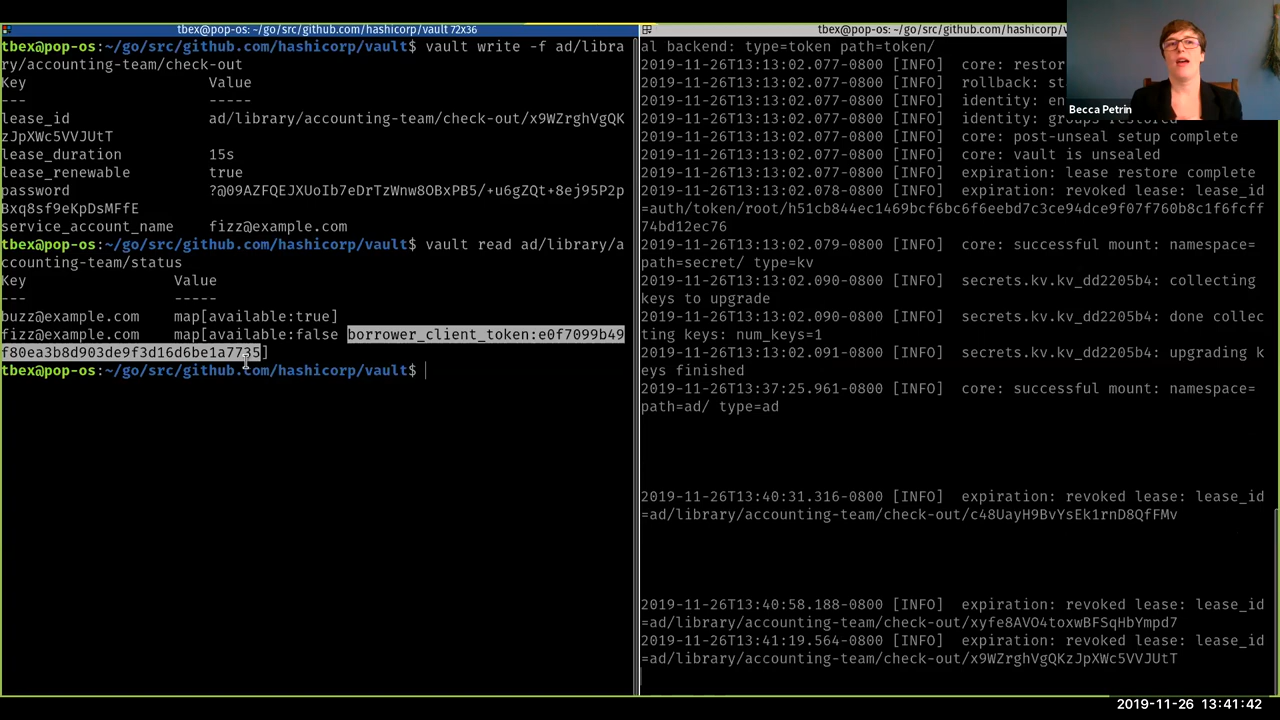 tbex@pop-os: ~/go/src/github.com/hashicorp/vault 72x36
tbex@pop-os:~/go/src/github.com/hashicorp/vault$ vault write -f ad/libra
ry/accounting-team/check-out
Key Value
--- -----
lease_id ad/library/accounting-team/check-out/x9WZrghVgQK
zJpXWc5VVJUtT
lease_duration 15s
lease_renewable true
password ?@09AZFQEJXUoIb7eDrTzWnw8OBxPB5/+u6gZQt+8ej95P2p
Bxq8sf9eKpDsMFfE
service_account_name fizz@example.com
tbex@pop-os:~/go/src/github.com/hashicorp/vault$ vault read ad/library/a
ccounting-team/status
Key Value
--- -----
buzz@example.com map[available:true]
fizz@example.com map[available:false borrower_client_token:e0f7099b49
f80ea3b8d903de9f3d16d6be1a7735]
tbex@pop-os:~/go/src/github.com/hashicorp/vault$
tbex@pop-os: ~/go/src/github.com/hashicorp/v
al backend: type=token path=token/
2019-11-26T13:13:02.077-0800 [INFO] core: restor
2019-11-26T13:13:02.077-0800 [INFO] rollback: st
2019-11-26T13:13:02.077-0800 [INFO] identity: en
2019-11-26T13:13:02.077-0800 [INFO] identity: groups restored
2019-11-26T13:13:02.077-0800 [INFO] core: post-unseal setup complete
2019-11-26T13:13:02.077-0800 [INFO] core: vault is unsealed
2019-11-26T13:13:02.077-0800 [INFO] expiration: lease restore complete
2019-11-26T13:13:02.078-0800 [INFO] expiration: revoked lease: lease_id
=auth/token/root/h51cb844ec1469bcf6bc6f6eebd7c3ce94dce9f07f760b8c1f6fcff
74bd12ec76
2019-11-26T13:13:02.079-0800 [INFO] core: successful mount: namespace=
path=secret/ type=kv
2019-11-26T13:13:02.090-0800 [INFO] secrets.kv.kv_dd2205b4: collecting
keys to upgrade
2019-11-26T13:13:02.090-0800 [INFO] secrets.kv.kv_dd2205b4: done collec
ting keys: num_keys=1
2019-11-26T13:13:02.091-0800 [INFO] secrets.kv.kv_dd2205b4: upgrading k
eys finished
2019-11-26T13:37:25.961-0800 [INFO] core: successful mount: namespace=
path=ad/ type=ad
2019-11-26T13:40:31.316-0800 [INFO] expiration: revoked lease: lease_id
=ad/library/accounting-team/check-out/c48UayH9BvYsEk1rnD8QfFMv
2019-11-26T13:40:58.188-0800 [INFO] expiration: revoked lease: lease_id
=ad/library/accounting-team/check-out/xyfe8AVO4toxwBFSqHbYmpd7
2019-11-26T13:41:19.564-0800 [INFO] expiration: revoked lease: lease_id
=ad/library/accounting-team/check-out/x9WZrghVgQKzJpXWc5VVJUtT
Becca Petrin
2019-11-26 13:41:42